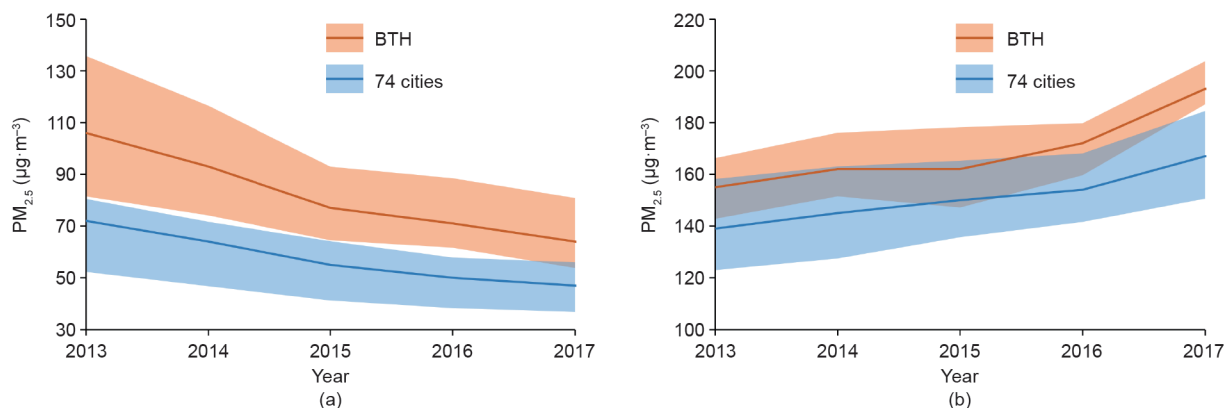 150
130
110
90
70
50
30
PM2.5 (μg·m−3)
BTH
74 cities
2013 2014 2015 2016 2017
Year
(a)
220
200
180
160
140
120
100
PM2.5 (μg·m−3)
BTH
74 cities
2013 2014 2015 2016 2017
Year
(b)